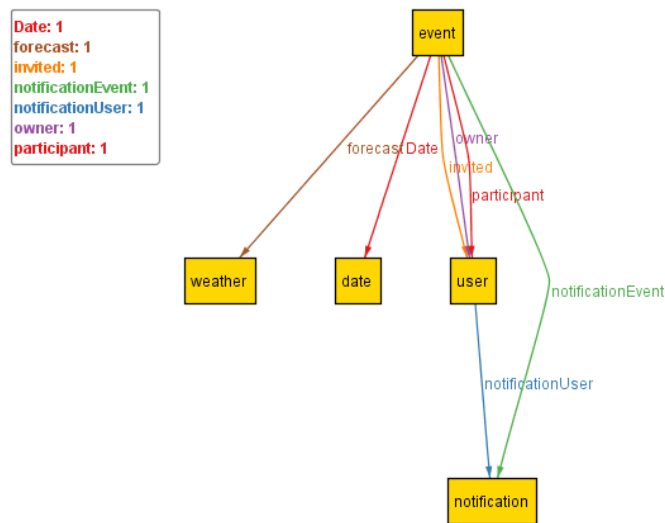 Date: 1
forecast: 1
invited: 1
notificationEvent: 1
notificationUser: 1
owner: 1
participant: 1
event
owner
forecast
Date
invited
participant
weather
date
user
notificationEvent
notificationUser
notification